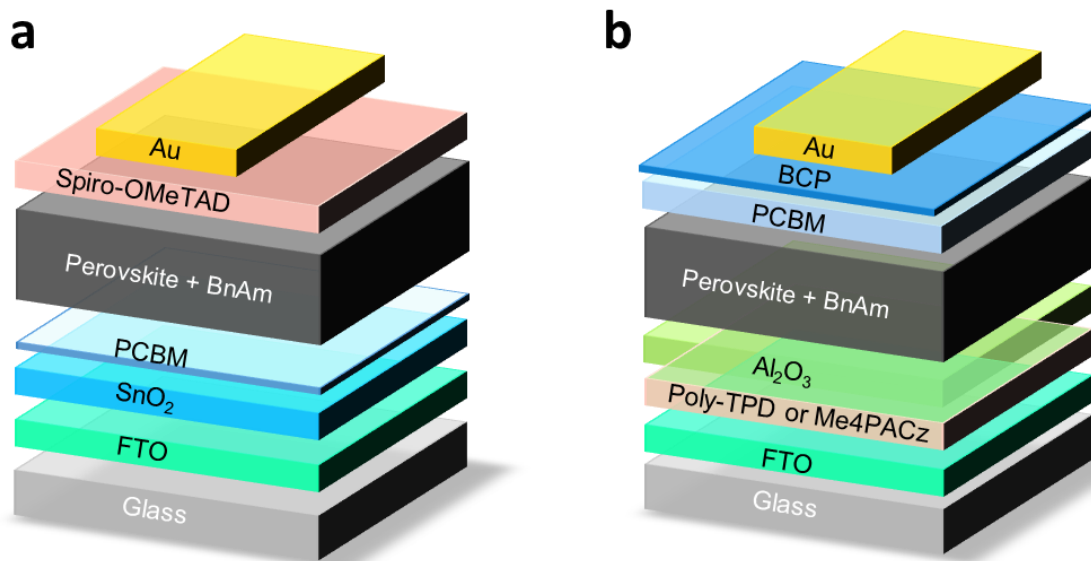 a
Au
Spiro-OMeTAD
Perovskite + BnAm
PCBM
SnO₂
FTO
Glass
b
Au
BCP
PCBM
Perovskite + BnAm
Al₂O₃
Poly-TPD or Me4PACz
FTO
Glass